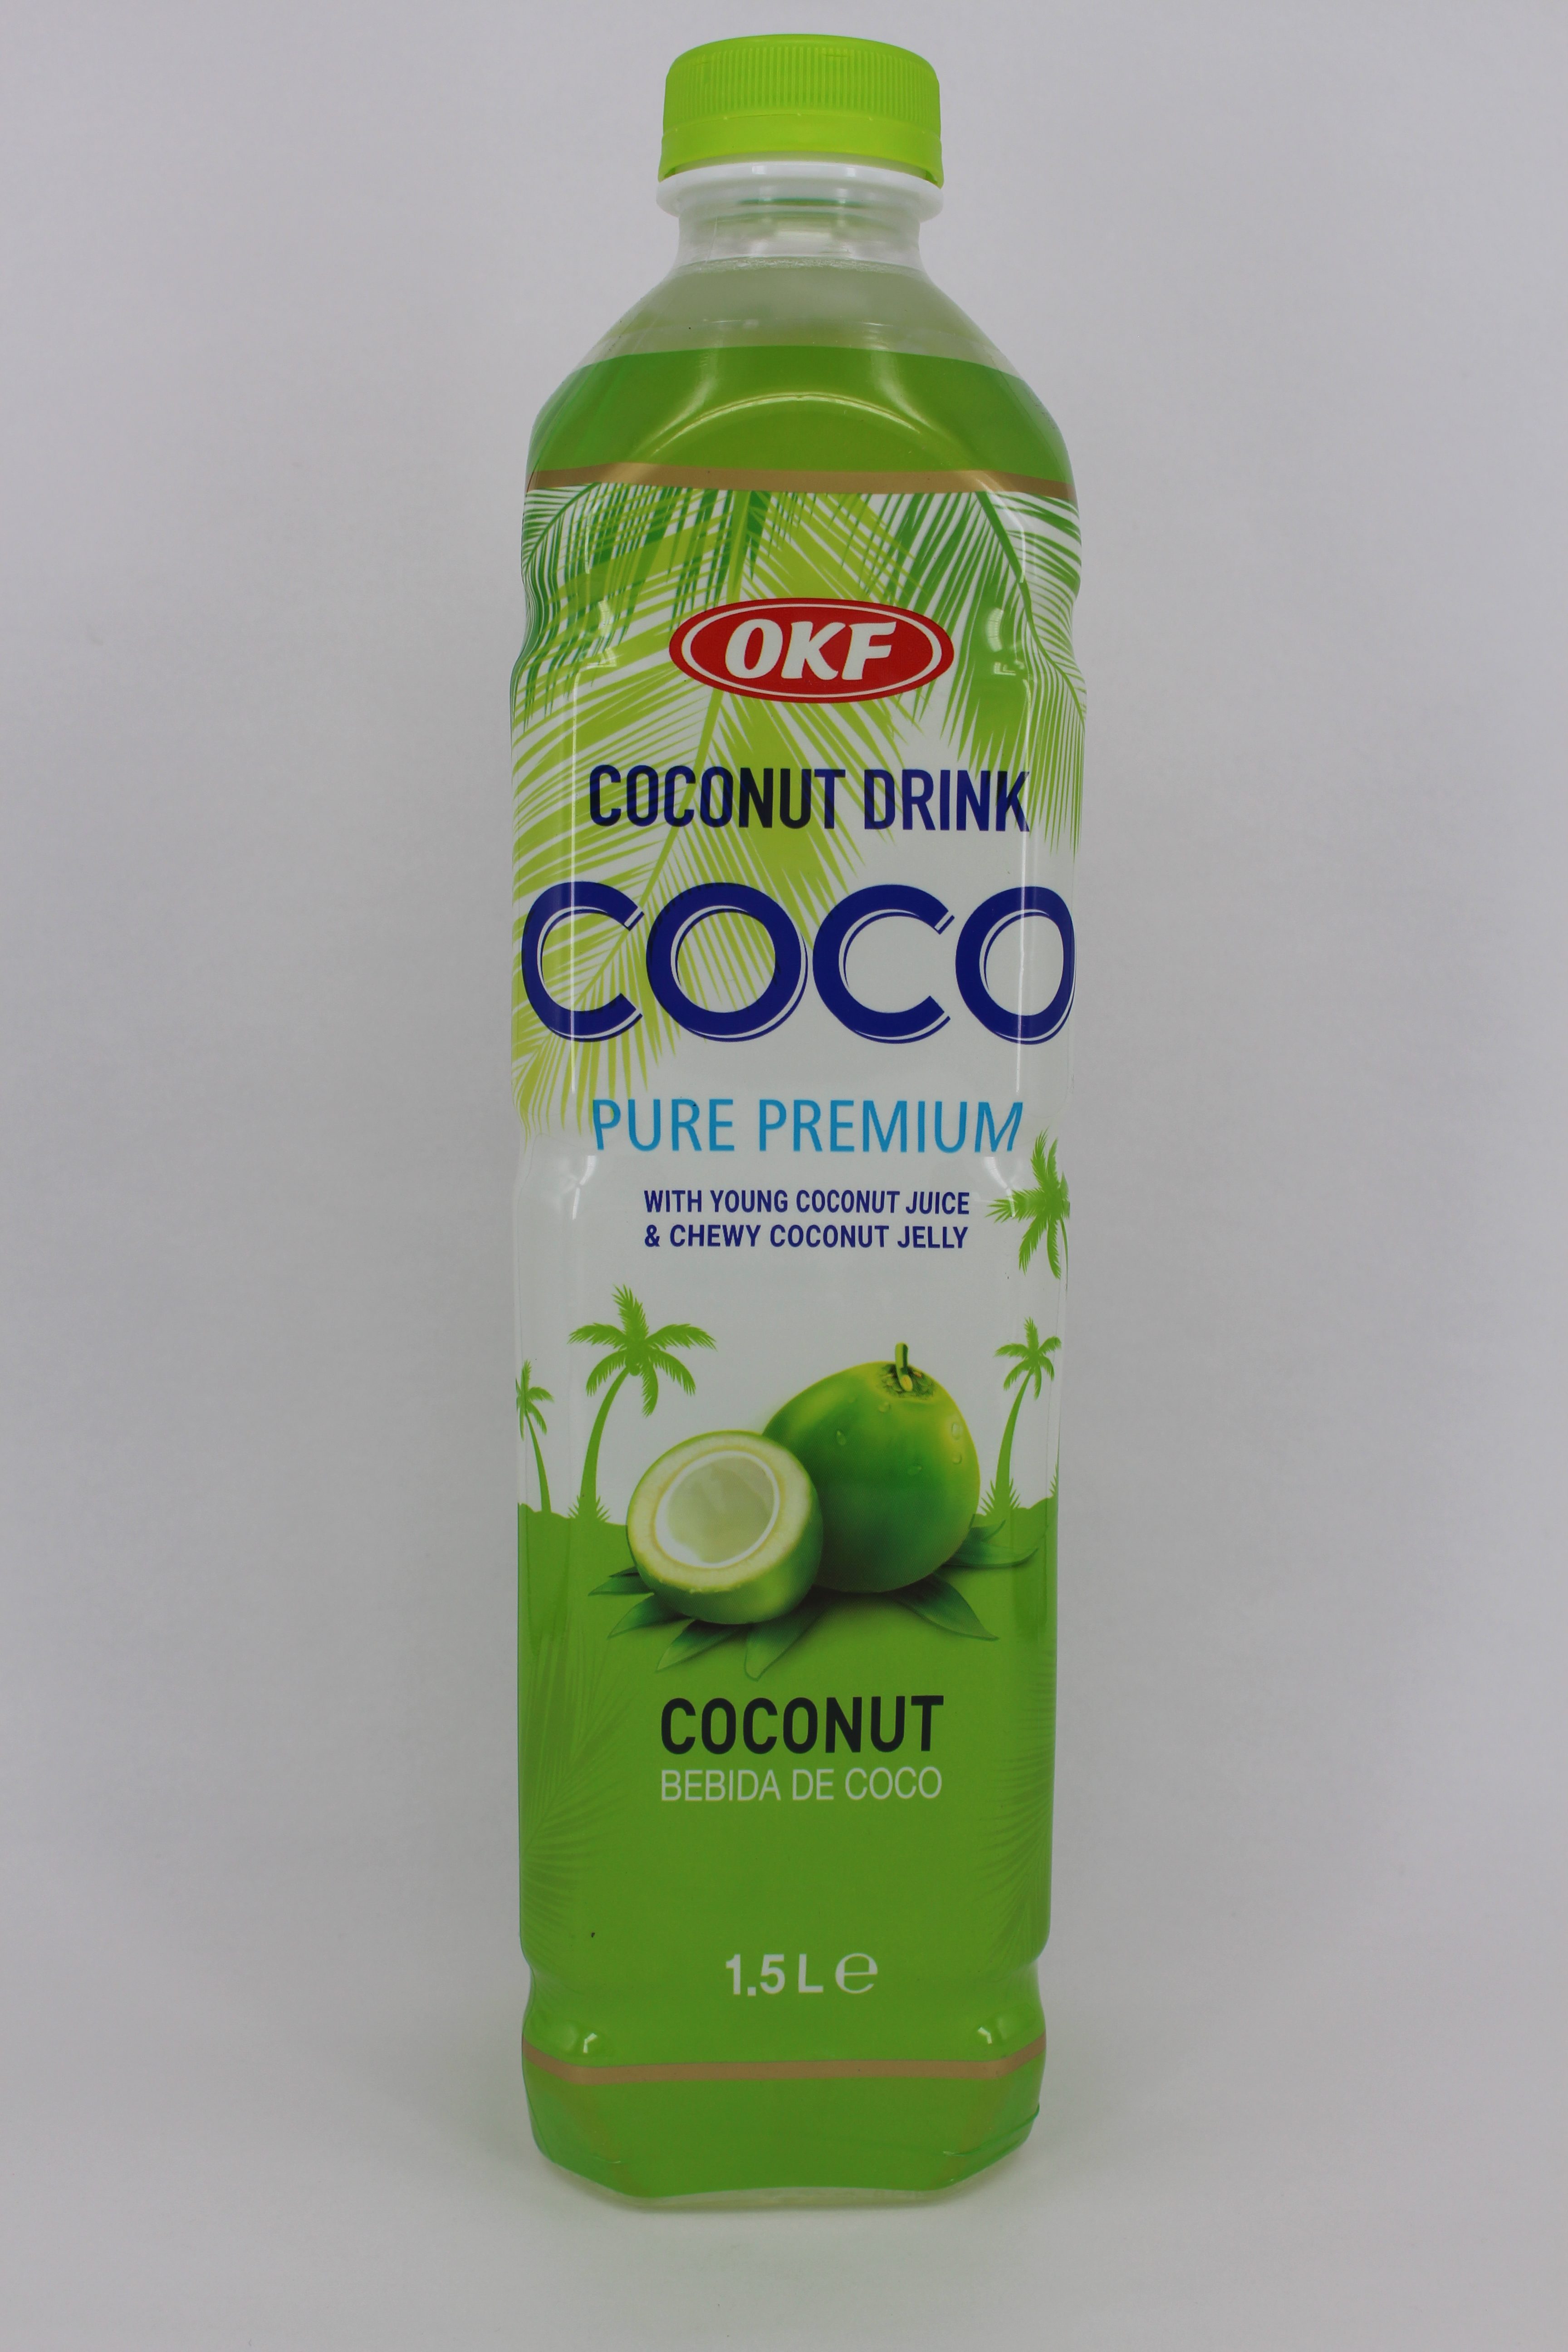 OKF
COCONUT DRINK
COCO
PURE PREMIUM
WITH YOUNG COCONUT JUICE
& CHEWY COCONUT JELLY
COCONUT
BEBIDA DE COCO
1.5 L ℮